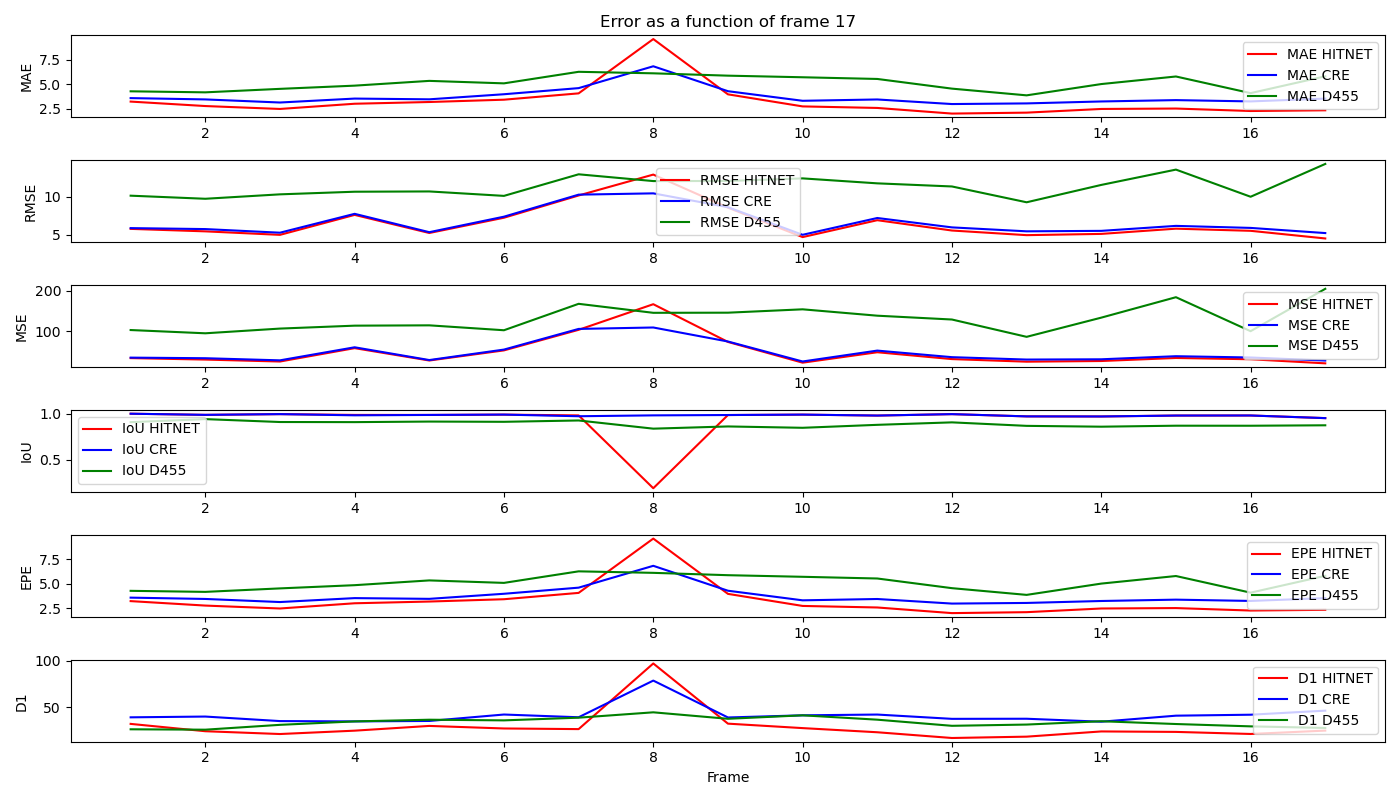 Error as a function of frame 17
MAE
7.5
5.0
2.5
MAE HITNET
MAE CRE
MAE D455
2 4 6 8 10 12 14 16
RMSE
10
5
RMSE HITNET
RMSE CRE
RMSE D455
2 4 6 8 10 12 14 16
MSE
200
100
MSE HITNET
MSE CRE
MSE D455
2 4 6 8 10 12 14 16
IoU
1.0
0.5
IoU HITNET
IoU CRE
IoU D455
2 4 6 8 10 12 14 16
EPE
7.5
5.0
2.5
EPE HITNET
EPE CRE
EPE D455
2 4 6 8 10 12 14 16
D1
100
50
D1 HITNET
D1 CRE
D1 D455
2 4 6 8 10 12 14 16
Frame